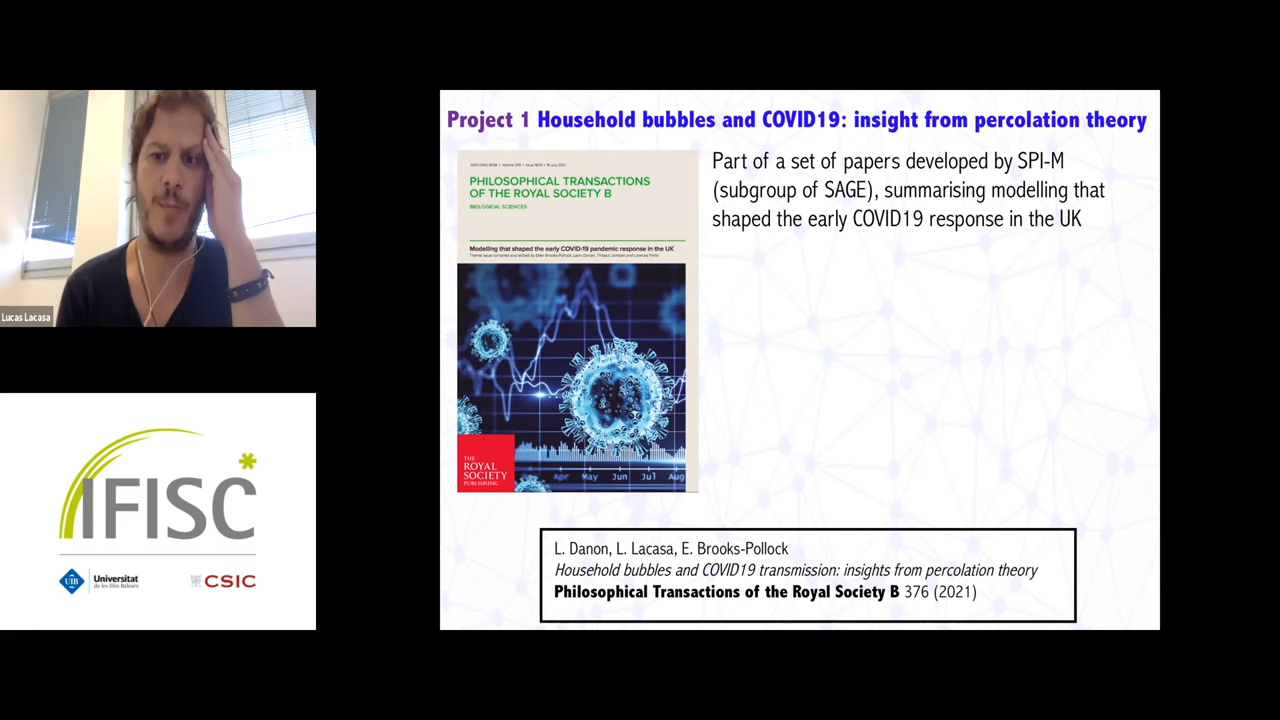 Project 1 Household bubbles and COVID19: insight from percolation theory
PHILOSOPHICAL TRANSACTIONS
OF THE ROYAL SOCIETY B
BIOLOGICAL SCIENCES
Modelling that shaped the early COVID-19 pandemic response in the UK
THE
ROYAL
SOCIETY
PUBLISHING
Apr May Jun Jul Aug
Part of a set of papers developed by SPI-M
(subgroup of SAGE), summarising modelling that
shaped the early COVID19 response in the UK
L. Danon, L. Lacasa, E. Brooks-Pollock
Household bubbles and COVID19 transmission: insights from percolation theory
Philosophical Transactions of the Royal Society B 376 (2021)
Lucas Lacasa
IFISC
UIB Universitat
de les Illes Balears
CSIC